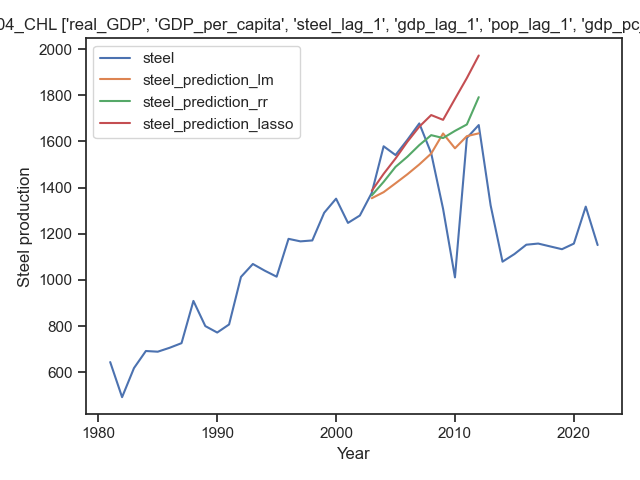 04_CHL ['real_GDP', 'GDP_per_capita', 'steel_lag_1', 'gdp_lag_1', 'pop_lag_1', 'gdp_pc_
steel
steel_prediction_lm
steel_prediction_rr
steel_prediction_lasso
2000
1800
1600
1400
1200
1000
800
600
Steel production
1980
1990
2000
2010
2020
Year